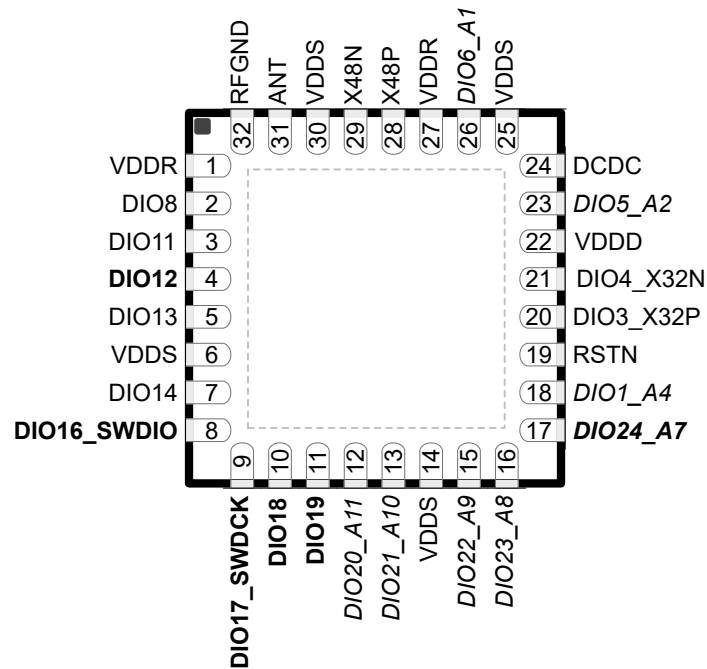 RFGND
ANT
VDDS
X48N
X48P
VDDR
DIO6_A1
VDDS
32
31
30
29
28
27
26
25
VDDR 1
DIO8 2
DIO11 3
DIO12 4
DIO13 5
VDDS 6
DIO14 7
DIO16_SWDIO 8
24 DCDC
23 DIO5_A2
22 VDDD
21 DIO4_X32N
20 DIO3_X32P
19 RSTN
18 DIO1_A4
17 DIO24_A7
9
10
11
12
13
14
15
16
DIO17_SWDCK
DIO18
DIO19
DIO20_A11
DIO21_A10
VDDS
DIO22_A9
DIO23_A8